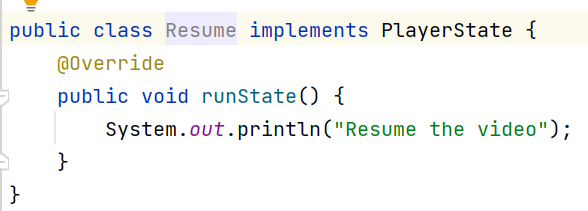 public class Resume implements PlayerState {
    @Override
    public void runState() {
        System.out.println("Resume the video");
    }
}